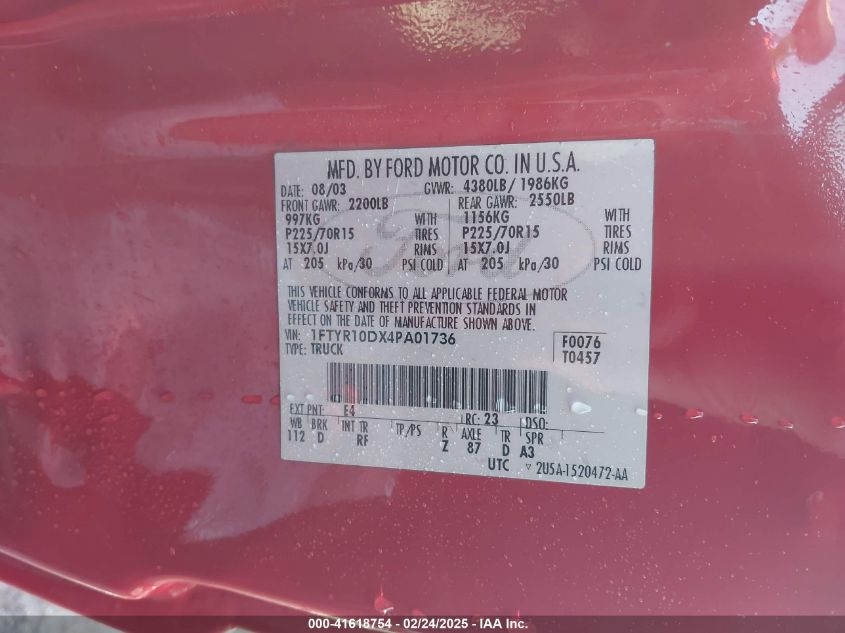 MFD. BY FORD MOTOR CO. IN U.S.A.
DATE: 08/03 GVWR: 4380LB/ 1986KG
FRONT GAWR: 2200LB REAR GAWR: 2550LB
997KG WITH 1156KG WITH
P225/70R15 TIRES P225/70R15 TIRES
15X7.0J RIMS 15X7.0J RIMS
AT 205 kPa/30 PSI COLD AT 205 kPa/30 PSI COLD
Ford
THIS VEHICLE CONFORMS TO ALL APPLICABLE FEDERAL MOTOR
VEHICLE SAFETY AND THEFT PREVENTION STANDARDS IN
EFFECT ON THE DATE OF MANUFACTURE SHOWN ABOVE.
VIN: 1FTYR10DX4PA01736 F0076
TYPE: TRUCK T0457
EXT PNT: E4 RC: 23 DSO:
WB BRK INT TR TP/PS R AXLE TR SPR
112 D RF Z 87 D A3
UTC ▽ 2U5A-1520472-AA
000-41618754 - 02/24/2025 - IAA Inc.